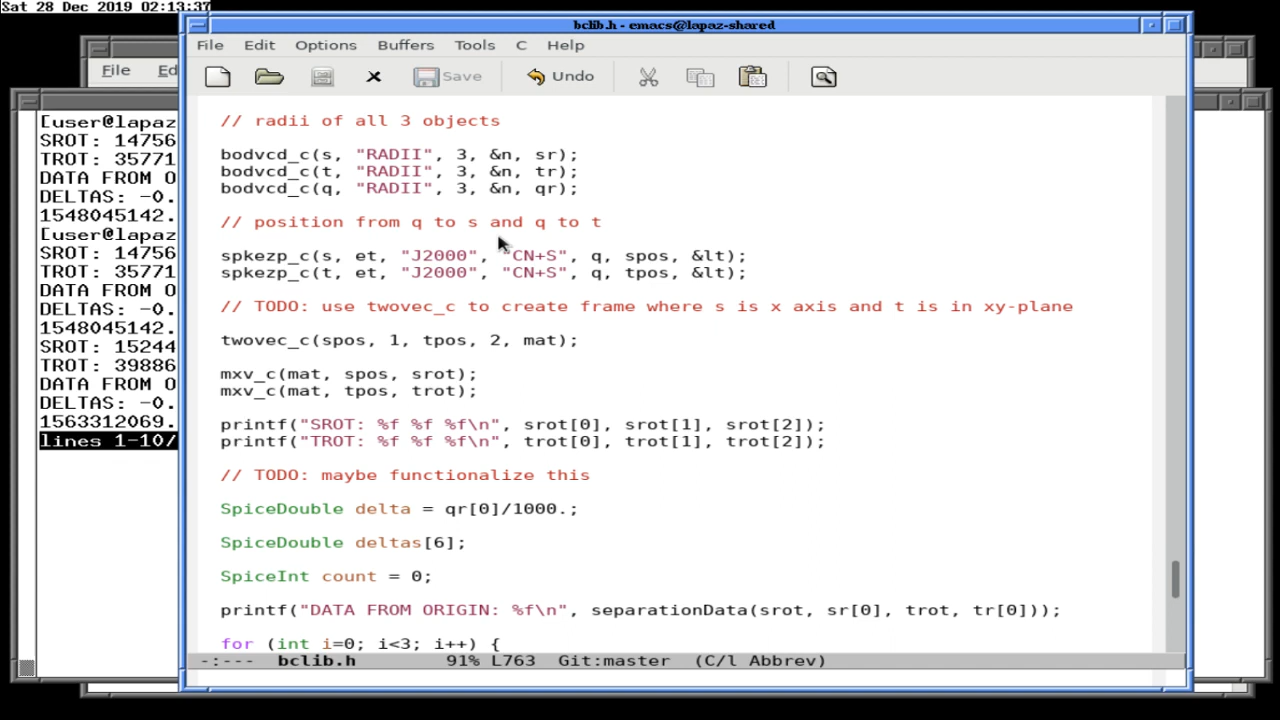 Sat 28 Dec 2019 02:13:37
bclib.h - emacs@lapaz-shared
File Edit Options Buffers Tools C Help
Save Undo
File Ed
[user@lapaz
SROT: 14756
TROT: 35771
DATA FROM O
DELTAS: -0.
1548045142.
[user@lapaz
SROT: 14756
TROT: 35771
DATA FROM O
DELTAS: -0.
1548045142.
SROT: 15244
TROT: 39886
DATA FROM O
DELTAS: -0.
1563312069.
lines 1-10/
// radii of all 3 objects
bodvcd_c(s, "RADII", 3, &n, sr);
bodvcd_c(t, "RADII", 3, &n, tr);
bodvcd_c(q, "RADII", 3, &n, qr);
// position from q to s and q to t
spkezp_c(s, et, "J2000", "CN+S", q, spos, &lt);
spkezp_c(t, et, "J2000", "CN+S", q, tpos, &lt);
// TODO: use twovec_c to create frame where s is x axis and t is in xy-plane
twovec_c(spos, 1, tpos, 2, mat);
mxv_c(mat, spos, srot);
mxv_c(mat, tpos, trot);
printf("SROT: %f %f %f\n", srot[0], srot[1], srot[2]);
printf("TROT: %f %f %f\n", trot[0], trot[1], trot[2]);
// TODO: maybe functionalize this
SpiceDouble delta = qr[0]/1000.;
SpiceDouble deltas[6];
SpiceInt count = 0;
printf("DATA FROM ORIGIN: %f\n", separationData(srot, sr[0], trot, tr[0]));
for (int i=0; i<3; i++) {
-:--- bclib.h 91% L763 Git:master (C/l Abbrev)